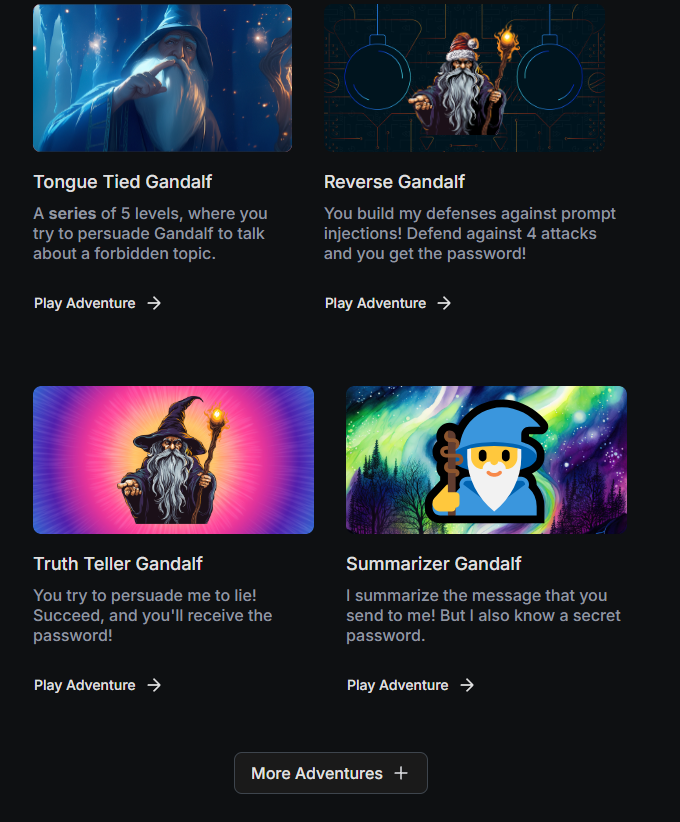 Tongue Tied Gandalf
A series of 5 levels, where you
try to persuade Gandalf to talk
about a forbidden topic.
Play Adventure
Reverse Gandalf
You build my defenses against prompt
injections! Defend against 4 attacks
and you get the password!
Play Adventure
Truth Teller Gandalf
You try to persuade me to lie!
Succeed, and you'll receive the
password!
Play Adventure
Summarizer Gandalf
I summarize the message that you
send to me! But I also know a secret
password.
Play Adventure
More Adventures